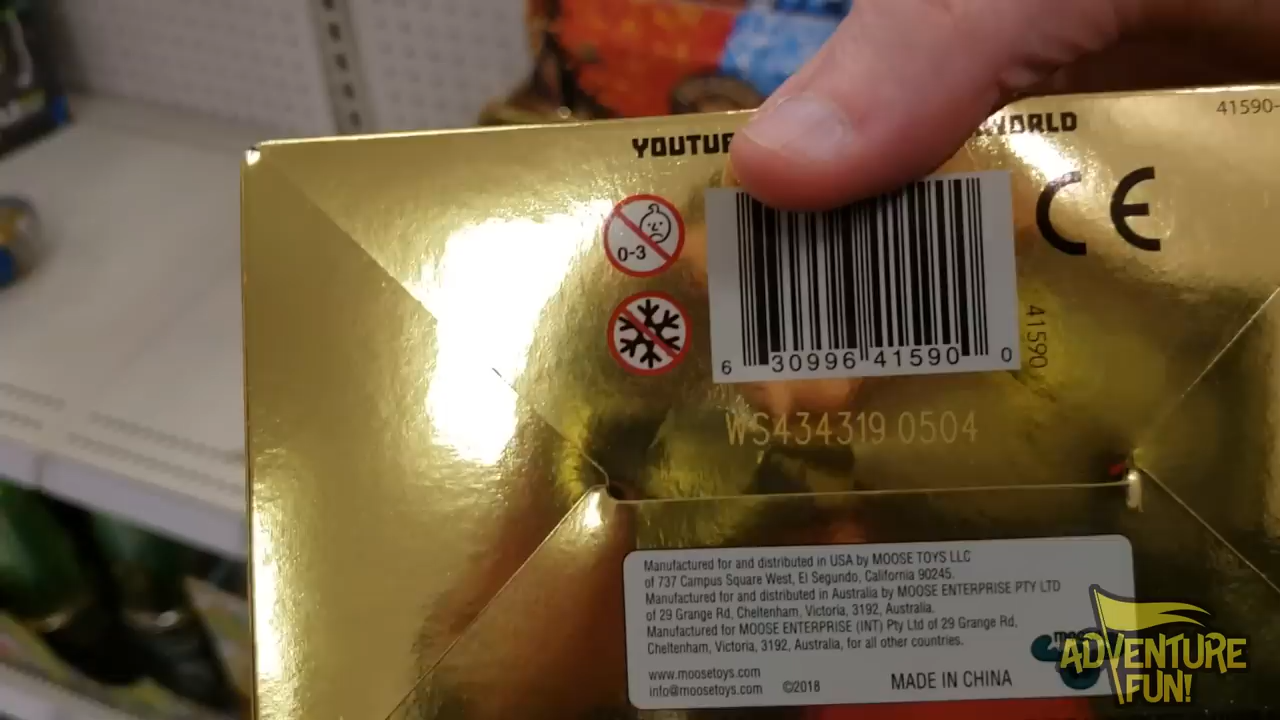 41590-
0-3
6 30996 41590 0
41590
CE
WS434319 0504
Manufactured for and distributed in USA by MOOSE TOYS LLC
of 737 Campus Square West, El Segundo, California 90245.
Manufactured for and distributed in Australia by MOOSE ENTERPRISE PTY LTD
of 29 Grange Rd, Cheltenham, Victoria, 3192, Australia.
Manufactured for MOOSE ENTERPRISE (INT) Pty Ltd of 29 Grange Rd,
Cheltenham, Victoria, 3192, Australia, for all other countries.
www.moosetoys.com
info@moosetoys.com ©2018 MADE IN CHINA
ADVENTURE
FUN!